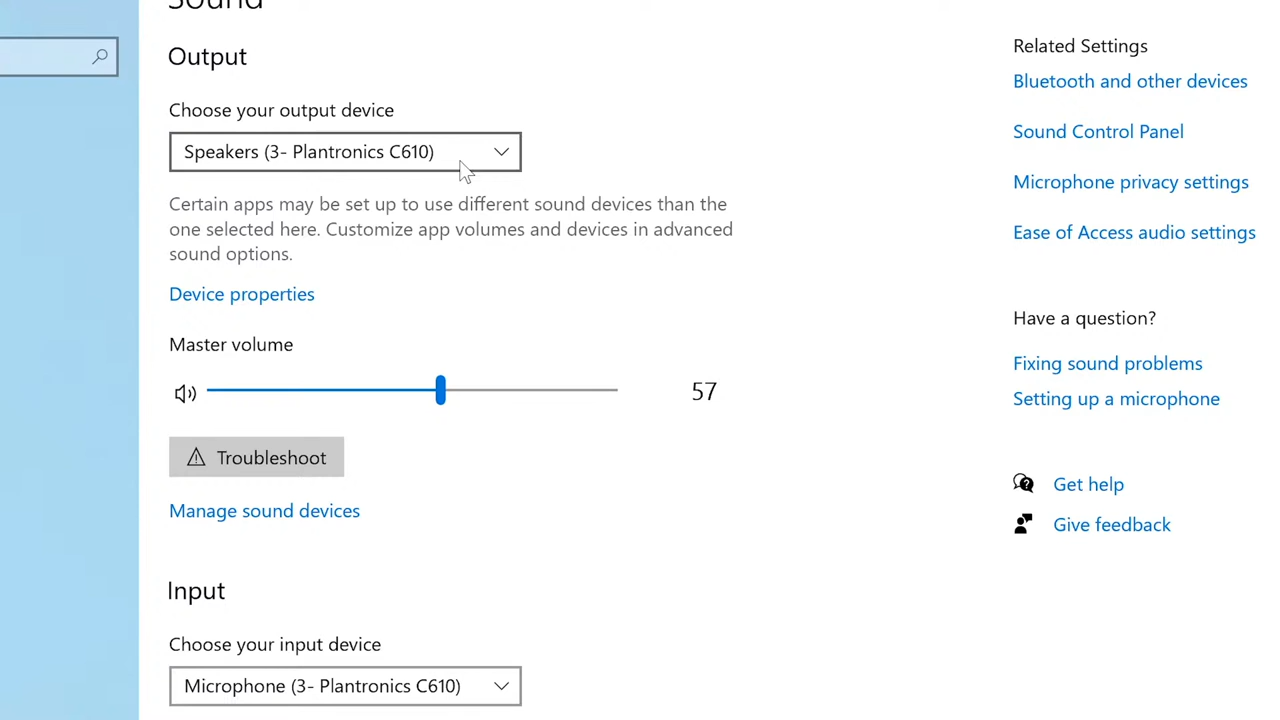 Sound
Output
Choose your output device
Speakers (3- Plantronics C610)
Certain apps may be set up to use different sound devices than the
one selected here. Customize app volumes and devices in advanced
sound options.
Device properties
Master volume
57
Troubleshoot
Manage sound devices
Input
Choose your input device
Microphone (3- Plantronics C610)
Related Settings
Bluetooth and other devices
Sound Control Panel
Microphone privacy settings
Ease of Access audio settings
Have a question?
Fixing sound problems
Setting up a microphone
Get help
Give feedback